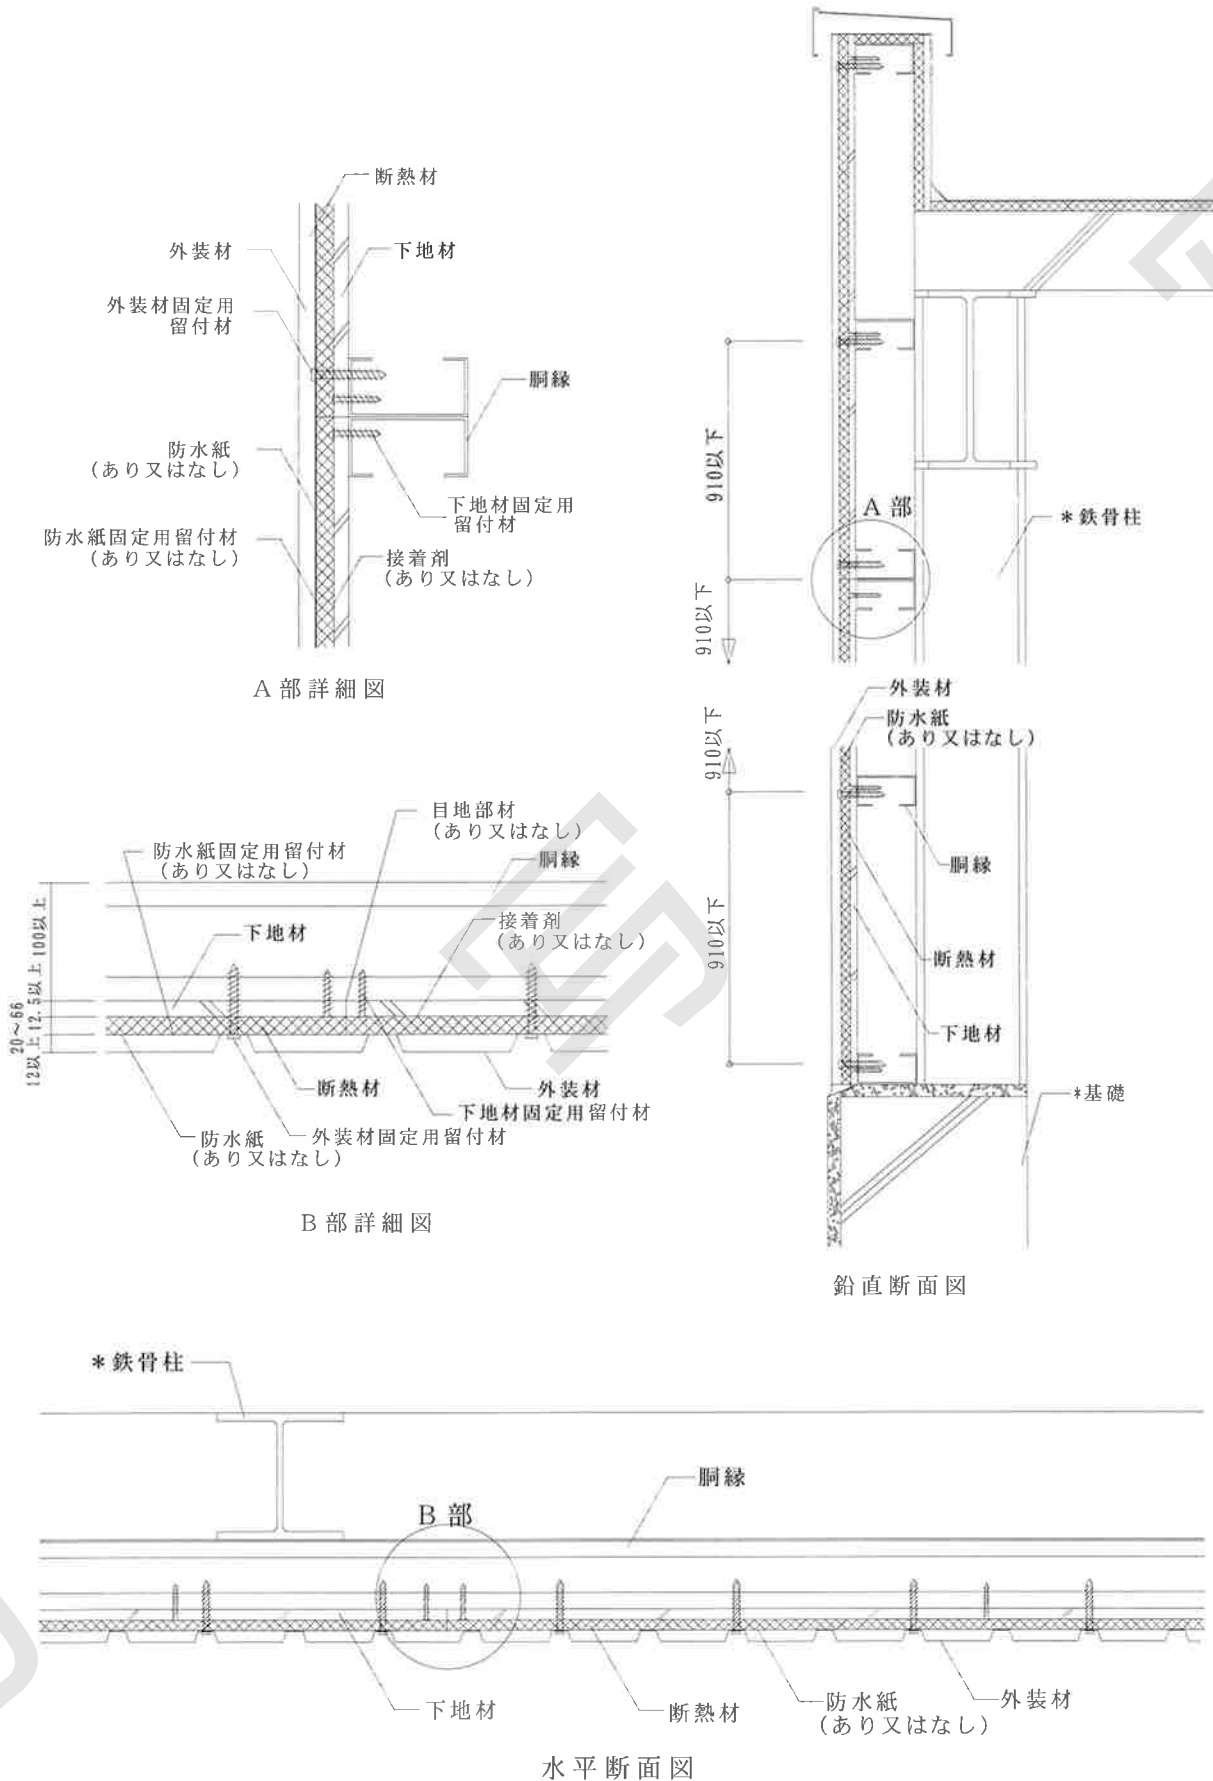 断熱材
外装材
下地材
外装材固定用
留付材
胴縁
防水紙
(あり又はなし)
下地材固定用
留付材
防水紙固定用留付材
(あり又はなし)
接着剤
(あり又はなし)
A部詳細図
910以下
A部
*鉄骨柱
910以下
外装材
防水紙
(あり又はなし)
910以下
胴縁
910以下
断熱材
下地材
*基礎
鉛直断面図
目地部材
(あり又はなし)
防水紙固定用留付材
(あり又はなし)
胴縁
接着剤
(あり又はなし)
下地材
100以上
12.5以上
20~66
12以上
断熱材
外装材
下地材固定用留付材
防水紙
(あり又はなし)
外装材固定用留付材
B部詳細図
*鉄骨柱
胴縁
B部
下地材
断熱材
防水紙
(あり又はなし)
外装材
水平断面図
写